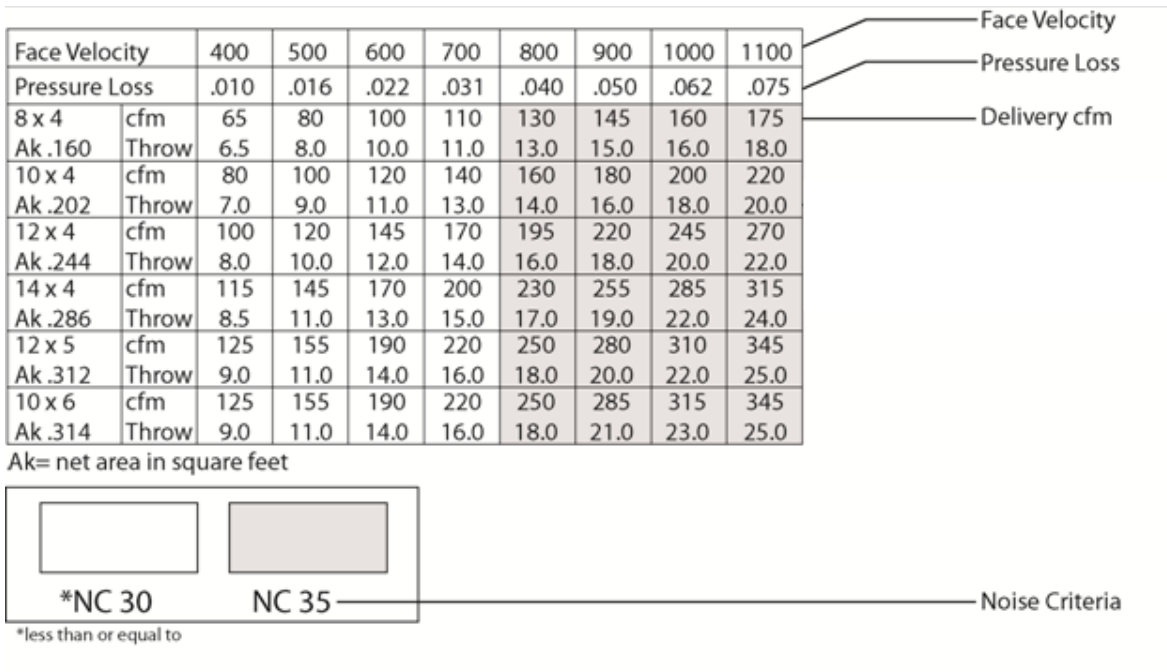 Face Velocity 400 500 600 700 800 900 1000 1100
Face Velocity
Pressure Loss .010 .016 .022 .031 .040 .050 .062 .075
Pressure Loss
8 x 4 cfm 65 80 100 110 130 145 160 175
Delivery cfm
Ak .160 Throw 6.5 8.0 10.0 11.0 13.0 15.0 16.0 18.0
10 x 4 cfm 80 100 120 140 160 180 200 220
Ak .202 Throw 7.0 9.0 11.0 13.0 14.0 16.0 18.0 20.0
12 x 4 cfm 100 120 145 170 195 220 245 270
Ak .244 Throw 8.0 10.0 12.0 14.0 16.0 18.0 20.0 22.0
14 x 4 cfm 115 145 170 200 230 255 285 315
Ak .286 Throw 8.5 11.0 13.0 15.0 17.0 19.0 22.0 24.0
12 x 5 cfm 125 155 190 220 250 280 310 345
Ak .312 Throw 9.0 11.0 14.0 16.0 18.0 20.0 22.0 25.0
10 x 6 cfm 125 155 190 220 250 285 315 345
Ak .314 Throw 9.0 11.0 14.0 16.0 18.0 21.0 23.0 25.0
Ak= net area in square feet
*NC 30 NC 35
Noise Criteria
*less than or equal to